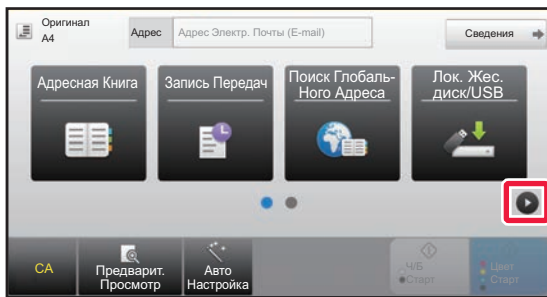 Оригинал
A4
Адрес
Адрес Электр. Почты (E-mail)
Сведения
Адресная Книга
Запись Передач
Поиск Глобаль-
Ного Адреса
Лок. Жес.
диск/USB
CA
Предварит.
Просмотр
Авто
Настройка
Ч/Б
Старт
Цвет
Старт